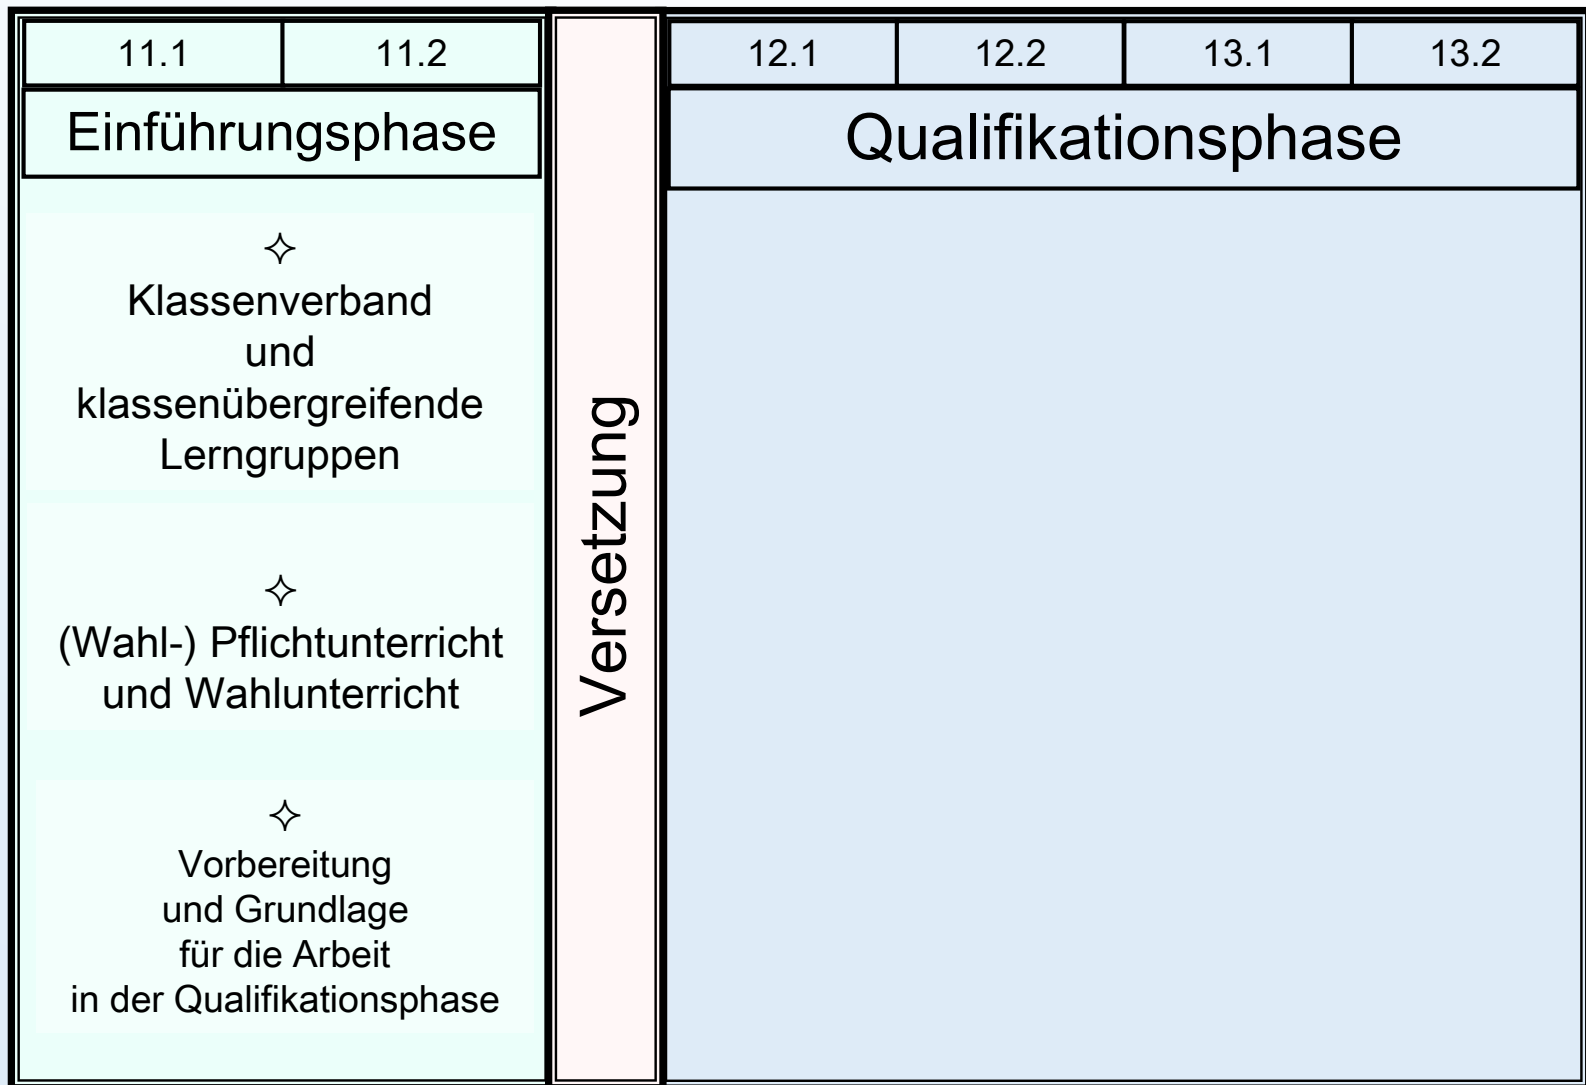 11.1 11.2
Einführungsphase
Klassenverband
und
klassenübergreifende
Lerngruppen
(Wahl-) Pflichtunterricht
und Wahlunterricht
Vorbereitung
und Grundlage
für die Arbeit
in der Qualifikationsphase
Versetzung
12.1 12.2 13.1 13.2
Qualifikationsphase